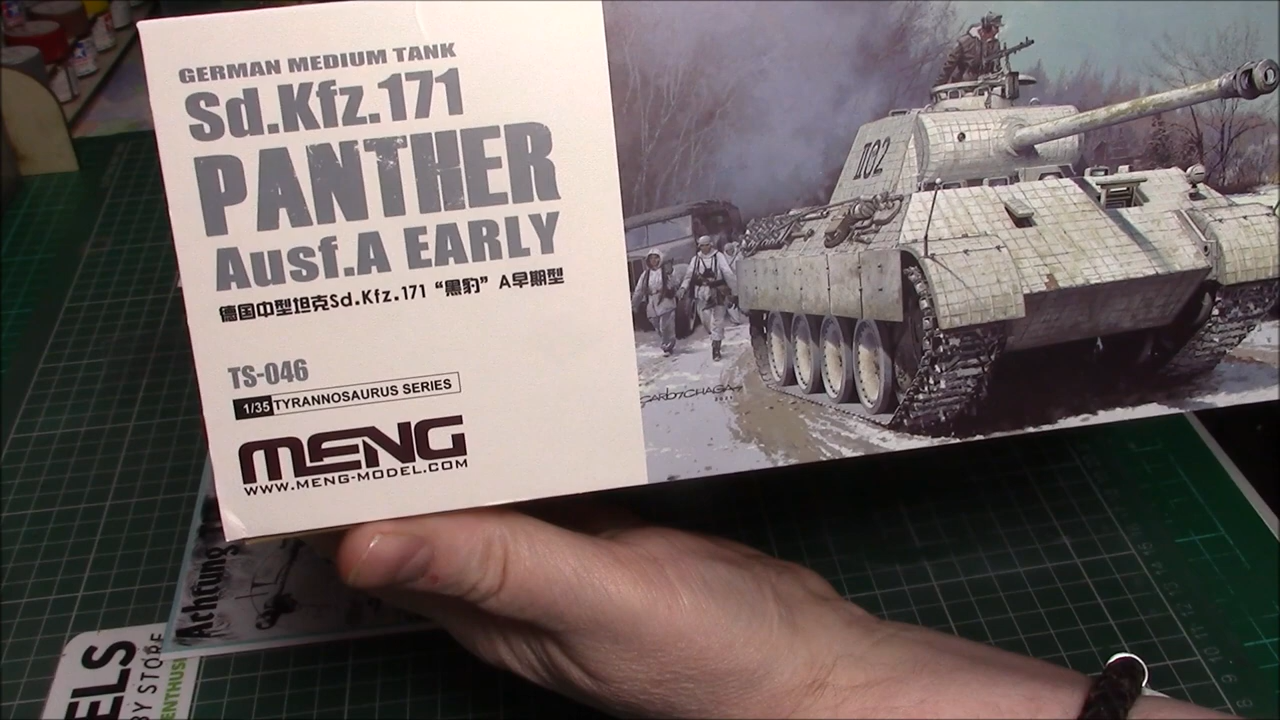 GERMAN MEDIUM TANK
Sd.Kfz.171
PANTHER
Ausf.A EARLY
德国中型坦克Sd.Kfz.171 “黑豹” A早期型
TS-046
1/35 TYRANNOSAURUS SERIES
MENG
WWW.MENG-MODEL.COM
II02
Achtung
ELS
BY STORE
ENTHUSI